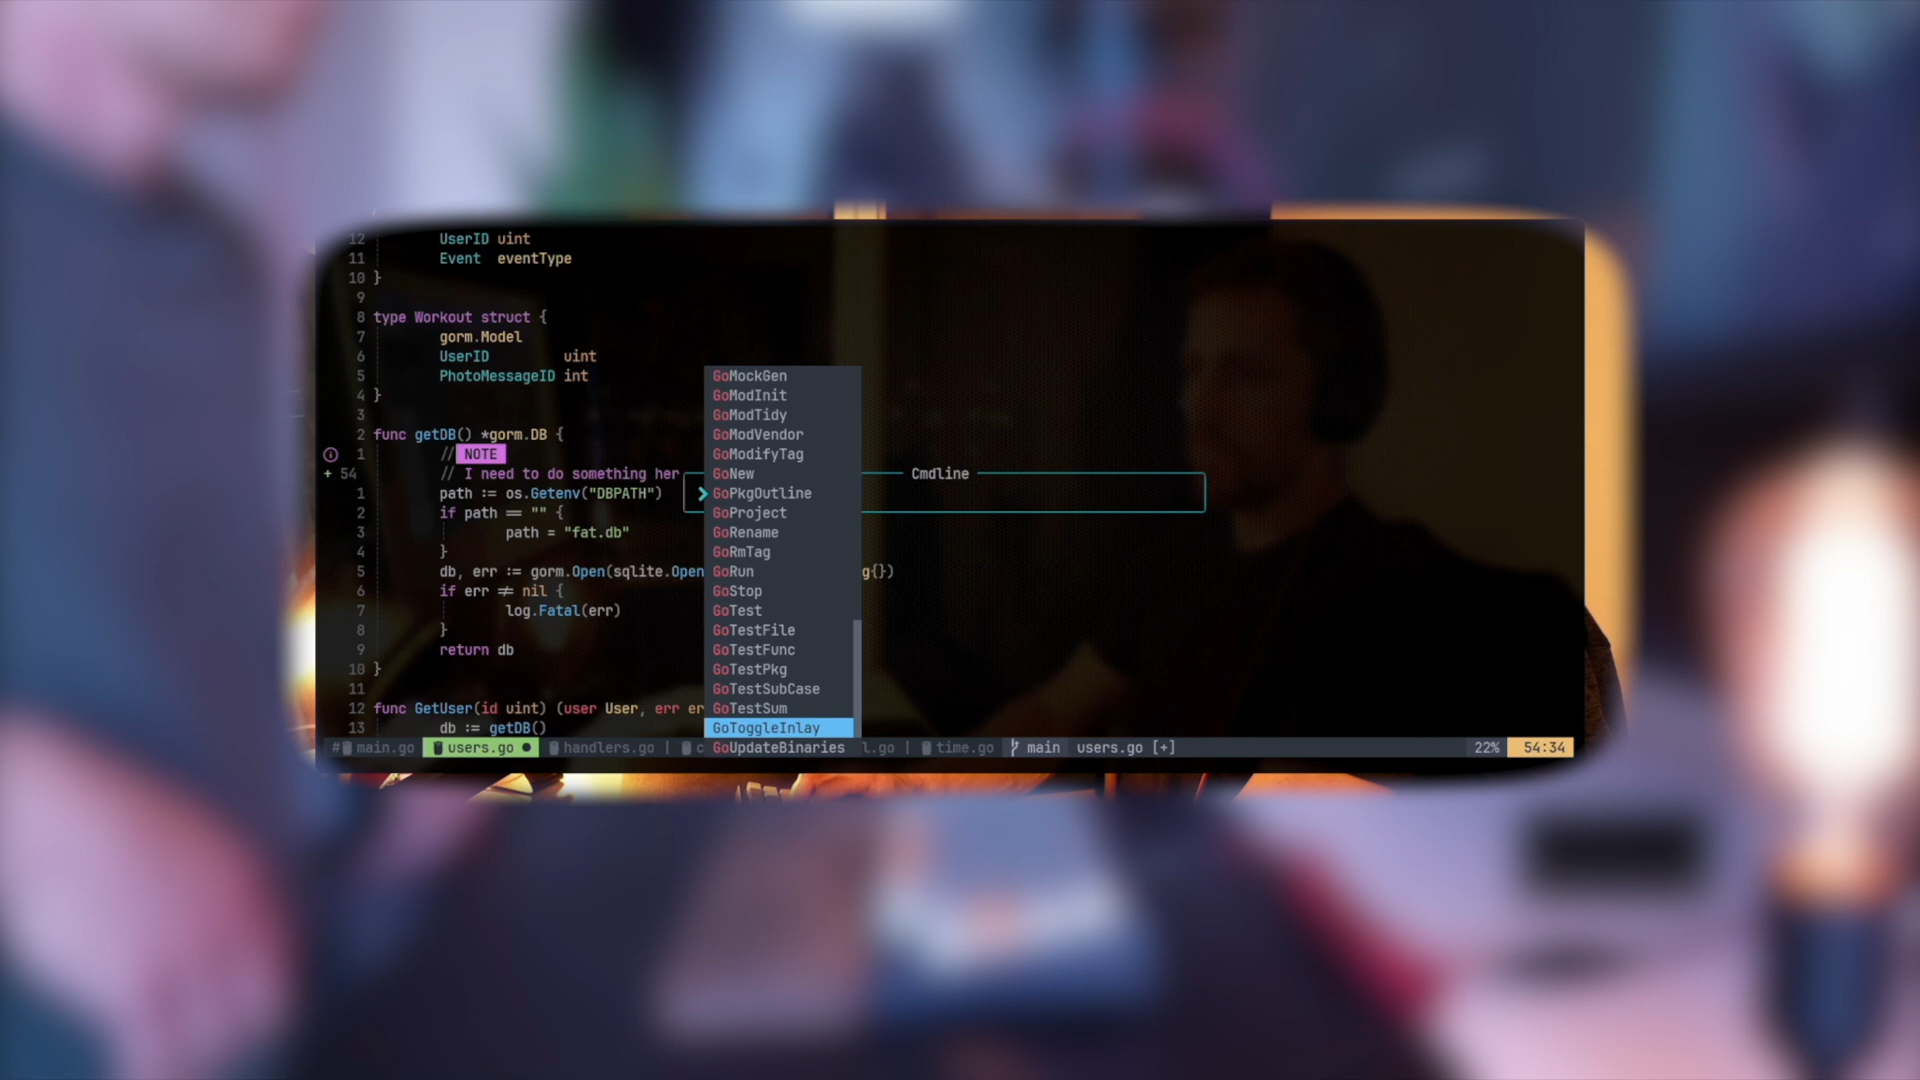 12 UserID uint
11 Event eventType
10 }
9
8 type Workout struct {
7 gorm.Model
6 UserID uint
5 PhotoMessageID int
4 }
3
2 func getDB() *gorm.DB {
1 // NOTE
+ 54 // I need to do something her
1 path := os.Getenv("DBPATH")
2 if path == "" {
3 path = "fat.db"
4 }
5 db, err := gorm.Open(sqlite.Open g{})
6 if err ≠ nil {
7 log.Fatal(err)
8 }
9 return db
10 }
11
12 func GetUser(id uint) (user User, err er
13 db := getDB()
Cmdline
GoMockGen
GoModInit
GoModTidy
GoModVendor
GoModifyTag
GoNew
GoPkgOutline
GoProject
GoRename
GoRmTag
GoRun
GoStop
GoTest
GoTestFile
GoTestFunc
GoTestPkg
GoTestSubCase
GoTestSum
GoToggleInlay
GoUpdateBinaries
# main.go users.go ● handlers.go | c l.go | time.go main users.go [+] 22% 54:34